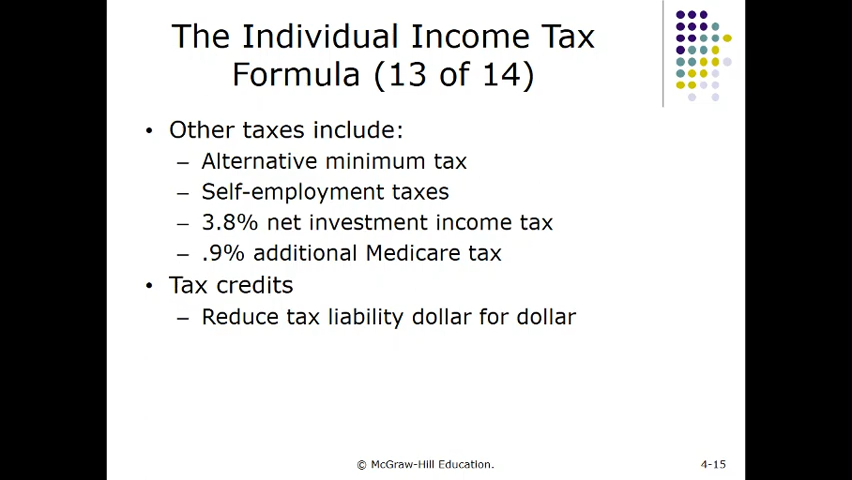 The Individual Income Tax
Formula (13 of 14)
• Other taxes include:
– Alternative minimum tax
– Self-employment taxes
– 3.8% net investment income tax
– .9% additional Medicare tax
• Tax credits
– Reduce tax liability dollar for dollar
© McGraw-Hill Education.
4-15